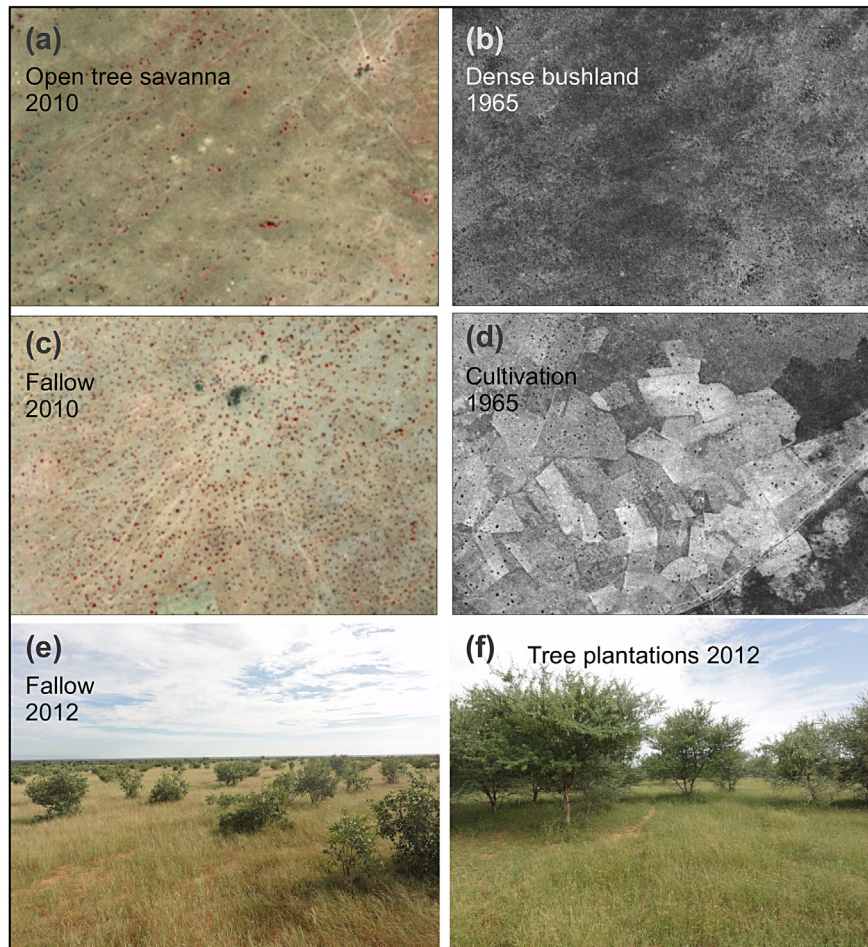 (a)
Open tree savanna
2010
(b)
Dense bushland
1965
(c)
Fallow
2010
(d)
Cultivation
1965
(e)
Fallow
2012
(f)
Tree plantations 2012